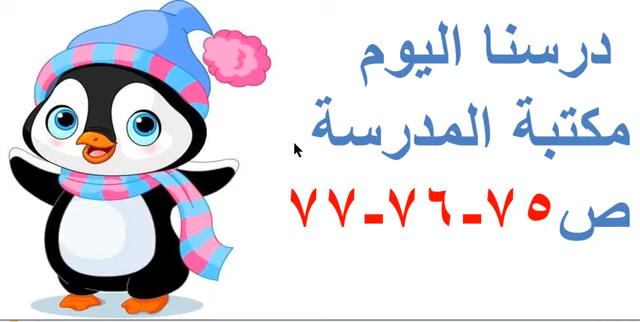 درسنا اليوم
مكتبة المدرسة
ص٧٥-٧٦-٧٧